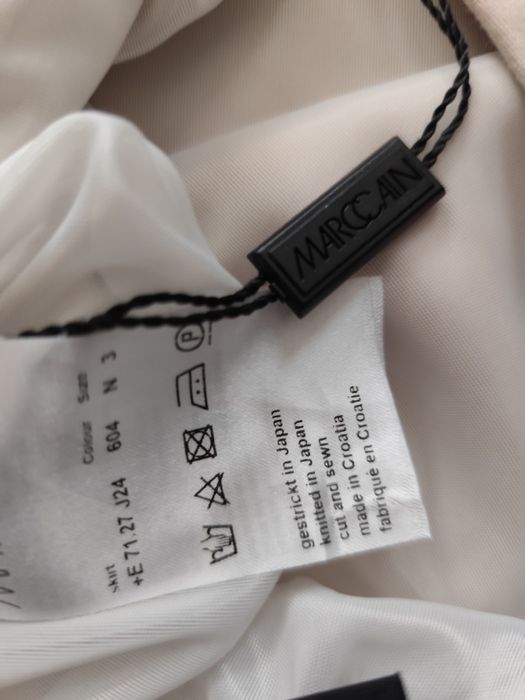 MARCCAIN
skirt Colour Size
+E 71.27 J24 604 N 3
P
gestrickt in Japan
knitted in Japan
cut and sewn
made in Croatia
fabriqué en Croatie